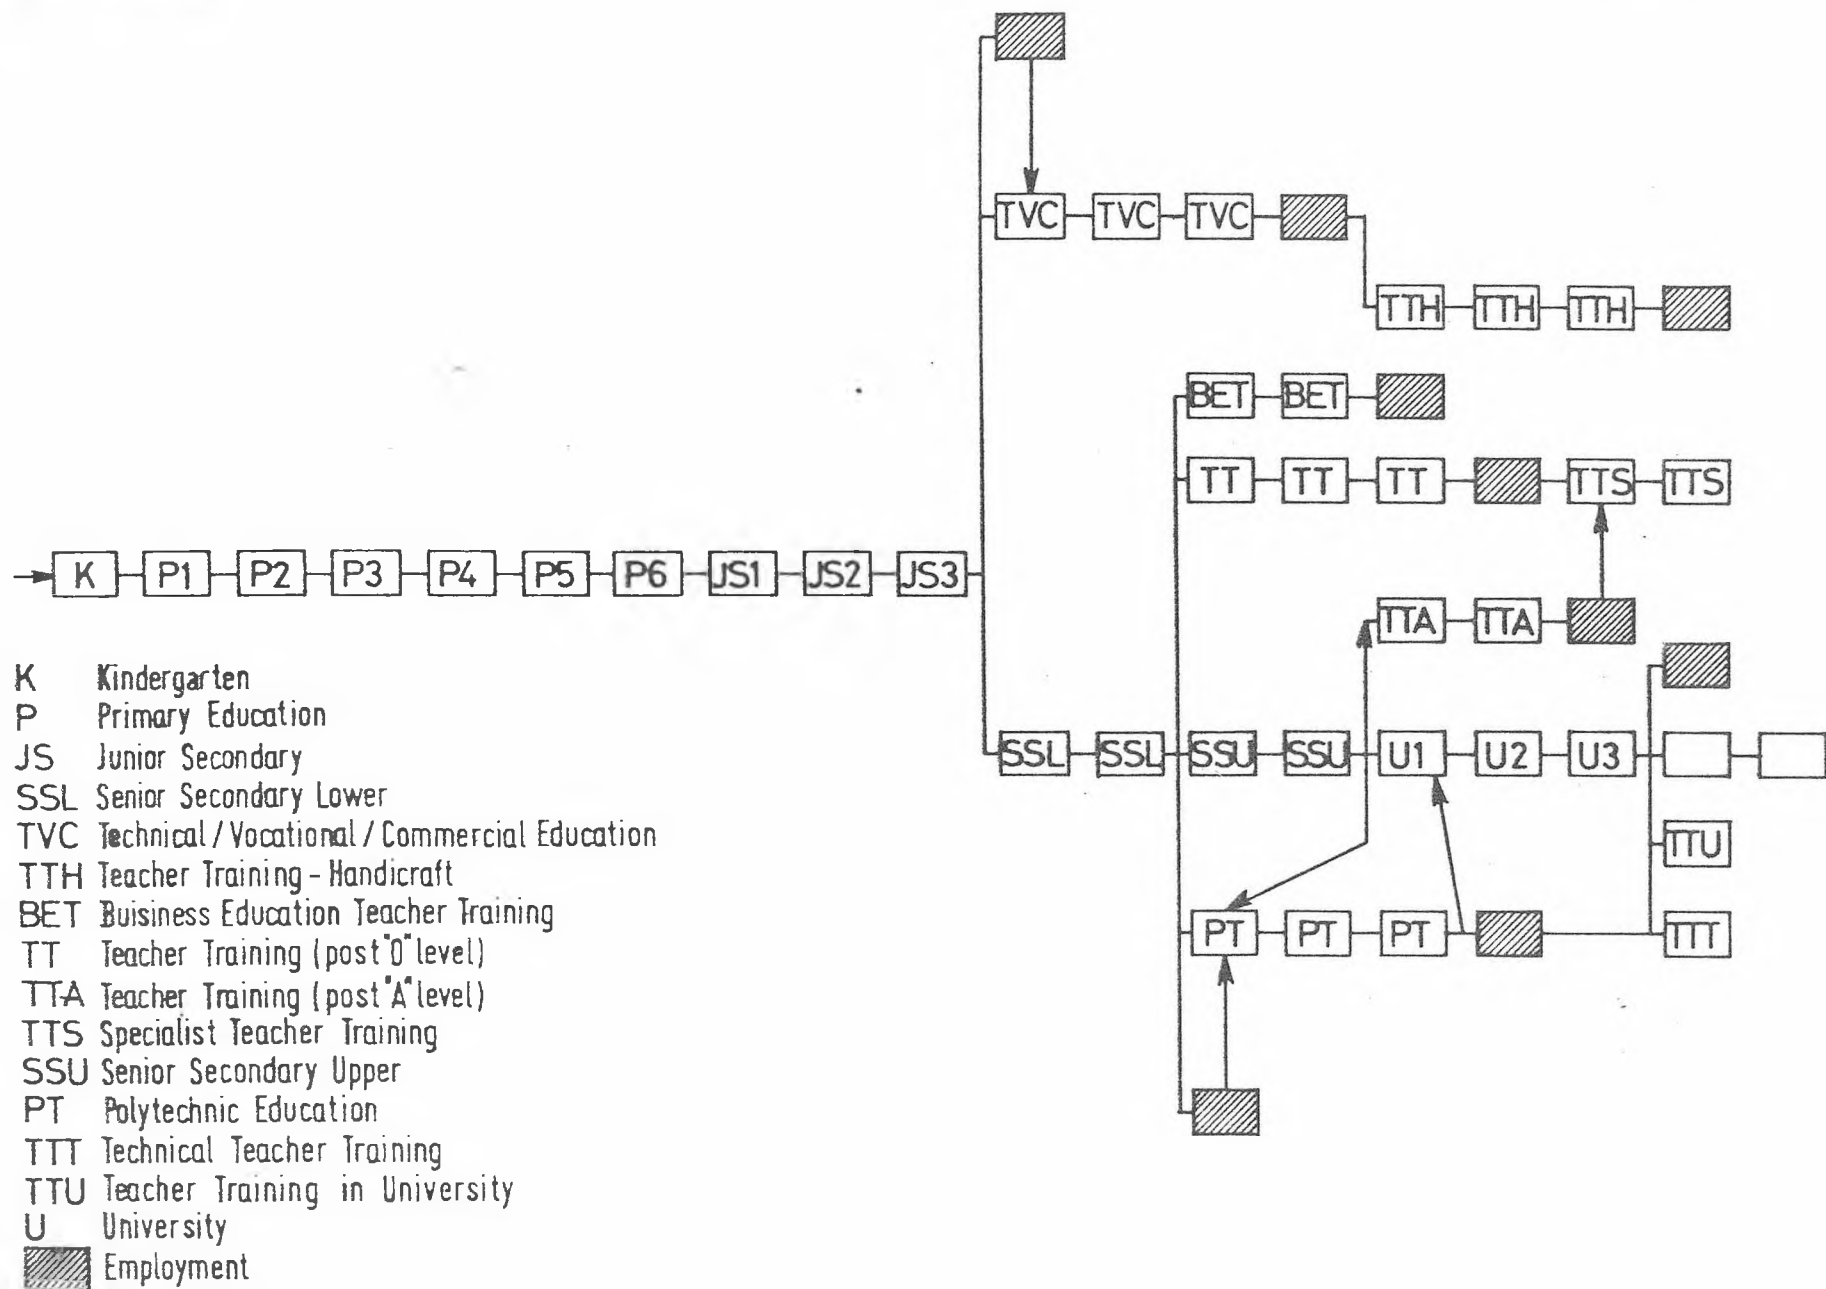 TVC TVC TVC
TTH TTH TTH
BET BET
TT TT TT TTS TTS
K P1 P2 P3 P4 P5 P6 JS1 JS2 JS3
TTA TTA
SSL SSL SSU SSU U1 U2 U3
TTU
PT PT PT TTT
K Kindergarten
P Primary Education
JS Junior Secondary
SSL Senior Secondary Lower
TVC Technical / Vocational / Commercial Education
TTH Teacher Training - Handicraft
BET Buisiness Education Teacher Training
TT Teacher Training (post "O" level)
TTA Teacher Training (post "A" level)
TTS Specialist Teacher Training
SSU Senior Secondary Upper
PT Polytechnic Education
TTT Technical Teacher Training
TTU Teacher Training in University
U University
Employment